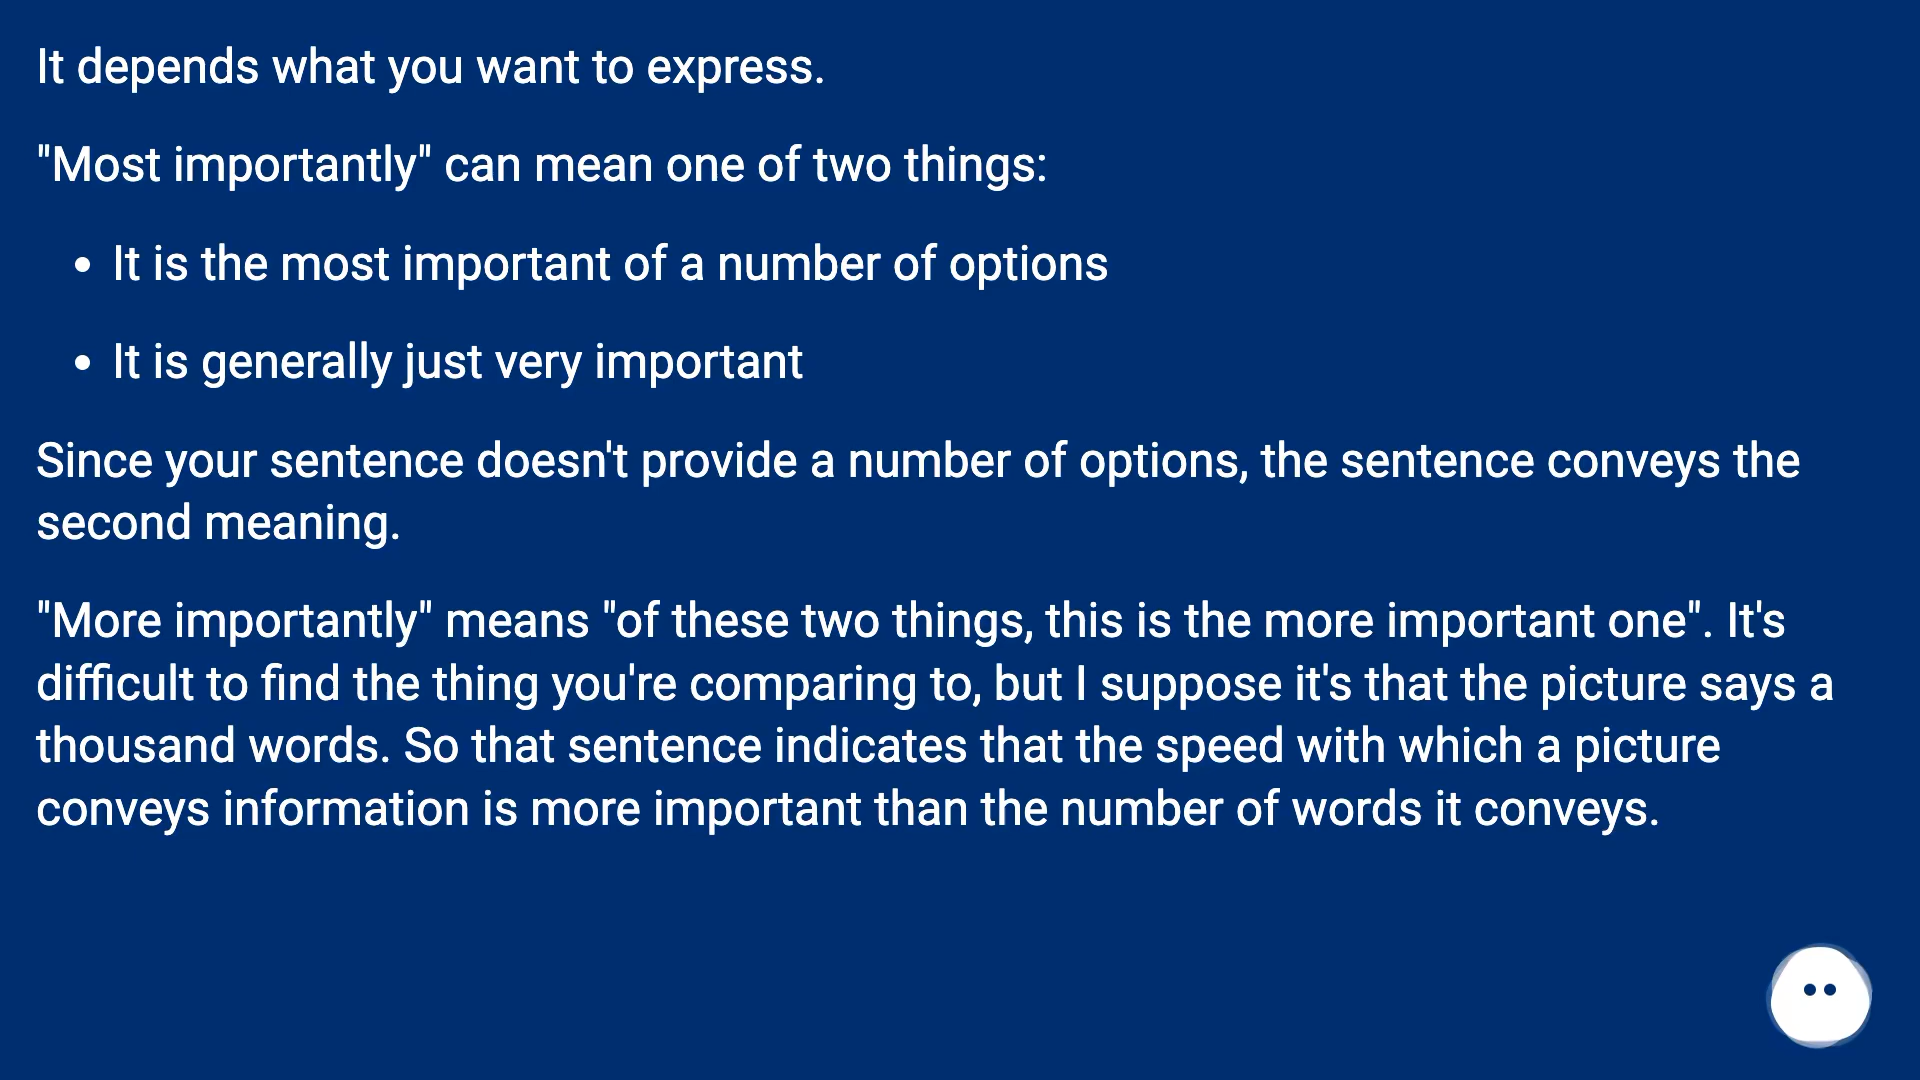 It depends what you want to express.
"Most importantly" can mean one of two things:
• It is the most important of a number of options
• It is generally just very important
Since your sentence doesn't provide a number of options, the sentence conveys the
second meaning.
"More importantly" means "of these two things, this is the more important one". It's
difficult to find the thing you're comparing to, but I suppose it's that the picture says a
thousand words. So that sentence indicates that the speed with which a picture
conveys information is more important than the number of words it conveys.